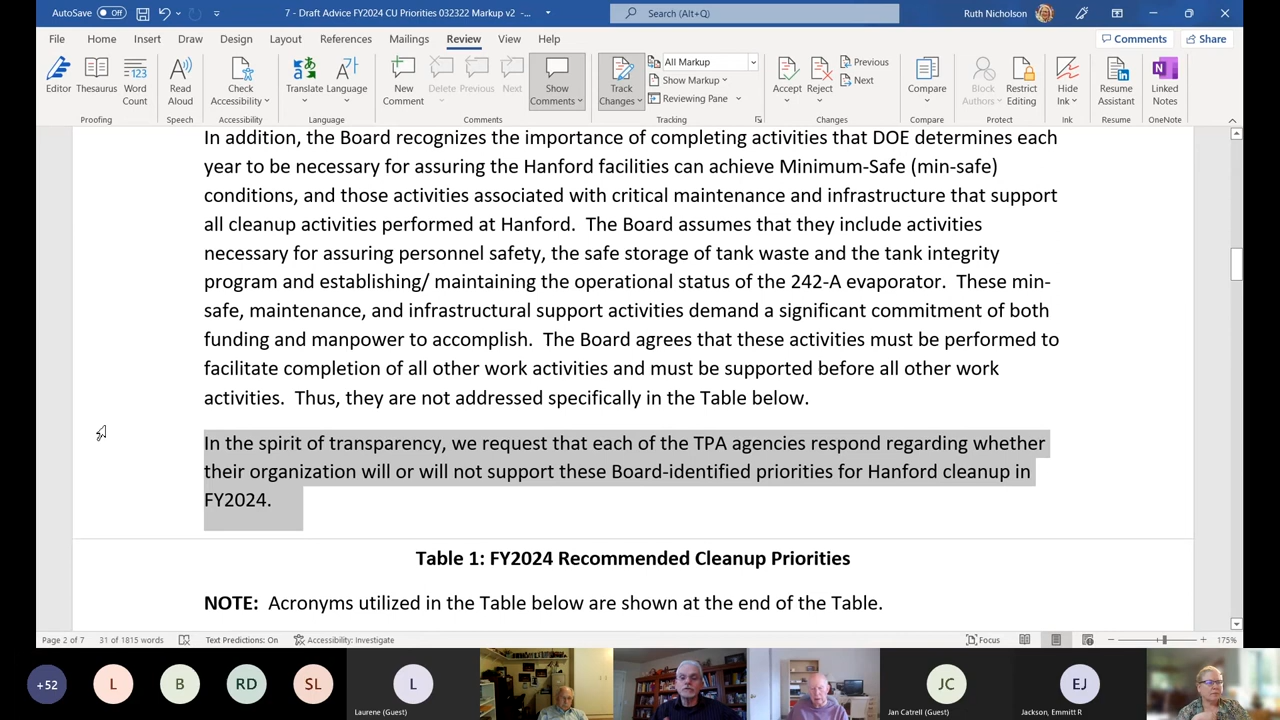 AutoSave Off 7 - Draft Advice FY2024 CU Priorities 032322 Markup v2 -... Search (Alt+Q) Ruth Nicholson
File Home Insert Draw Design Layout References Mailings Review View Help Comments Share
Editor Thesaurus Word Count Read Aloud Check Accessibility Translate Language New Comment Delete Previous Next Show Comments Track Changes All Markup Show Markup Reviewing Pane Accept Reject Previous Next Compare Block Authors Restrict Editing Hide Ink Resume Assistant Linked Notes
Proofing Speech Accessibility Language Comments Tracking Changes Compare Protect Ink Resume OneNote
In addition, the Board recognizes the importance of completing activities that DOE determines each
year to be necessary for assuring the Hanford facilities can achieve Minimum-Safe (min-safe)
conditions, and those activities associated with critical maintenance and infrastructure that support
all cleanup activities performed at Hanford.  The Board assumes that they include activities
necessary for assuring personnel safety, the safe storage of tank waste and the tank integrity
program and establishing/ maintaining the operational status of the 242-A evaporator.  These min-
safe, maintenance, and infrastructural support activities demand a significant commitment of both
funding and manpower to accomplish.  The Board agrees that these activities must be performed to
facilitate completion of all other work activities and must be supported before all other work
activities.  Thus, they are not addressed specifically in the Table below.
In the spirit of transparency, we request that each of the TPA agencies respond regarding whether
their organization will or will not support these Board-identified priorities for Hanford cleanup in
FY2024.
Table 1: FY2024 Recommended Cleanup Priorities
NOTE:  Acronyms utilized in the Table below are shown at the end of the Table.
Page 2 of 7 31 of 1815 words Text Predictions: On Accessibility: Investigate Focus 175%
+52 L B RD SL L JC EJ
Laurene (Guest) Jan Catrell (Guest) Jackson, Emmitt R